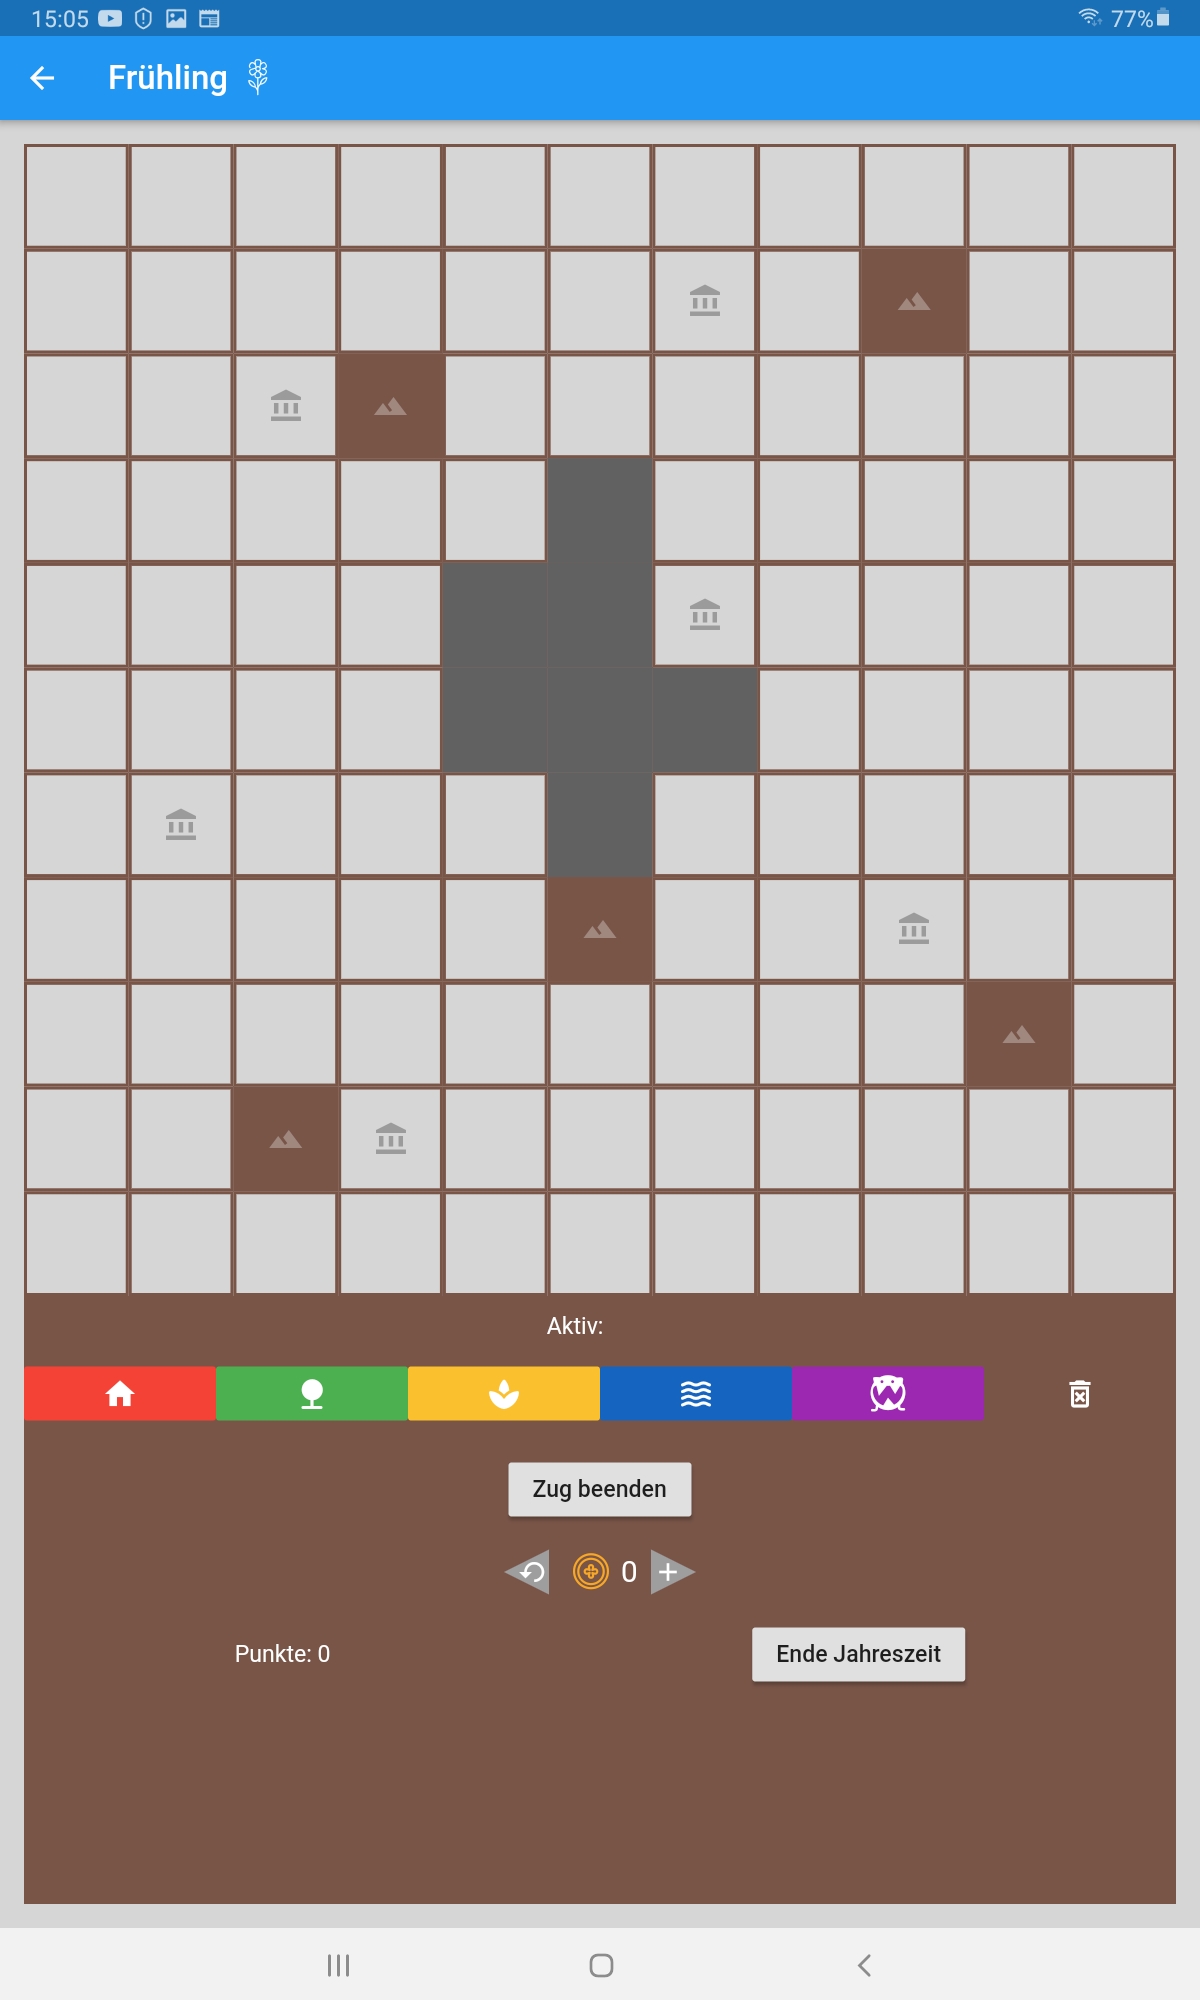 15:05 77%
Frühling
Aktiv:
Zug beenden
0
Punkte: 0 Ende Jahreszeit